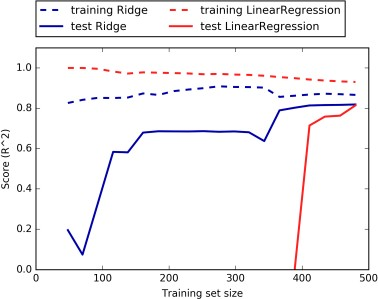 training Ridge training LinearRegression
test Ridge test LinearRegression
1.0
0.8
0.6
0.4
0.2
0.0
Score (R^2)
0 100 200 300 400 500
Training set size